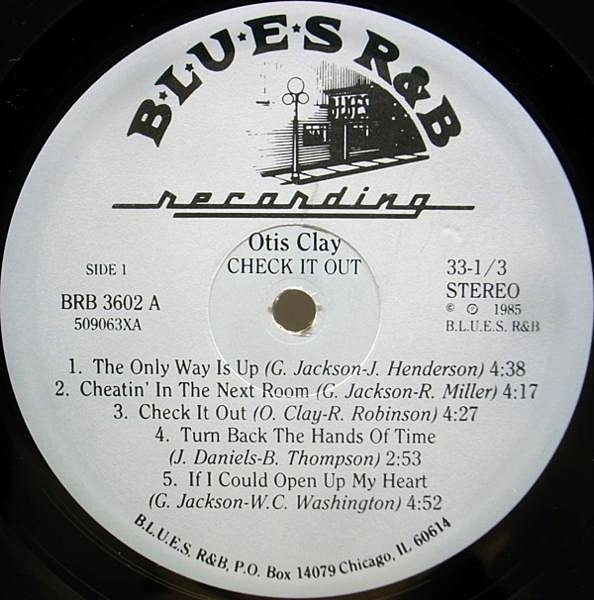 B★L★U★E★S R&B
BLUES
recording
Otis Clay
CHECK IT OUT
SIDE 1
BRB 3602 A
509063XA
33-1/3
STEREO
© ℗ 1985
B.L.U.E.S. R&B
1. The Only Way Is Up (G. Jackson-J. Henderson) 4:38
2. Cheatin' In The Next Room (G. Jackson-R. Miller) 4:17
3. Check It Out (O. Clay-R. Robinson) 4:27
4. Turn Back The Hands Of Time
(J. Daniels-B. Thompson) 2:53
5. If I Could Open Up My Heart
(G. Jackson-W.C. Washington) 4:52
B.L.U.E.S. R&B, P.O. Box 14079 Chicago, IL 60614